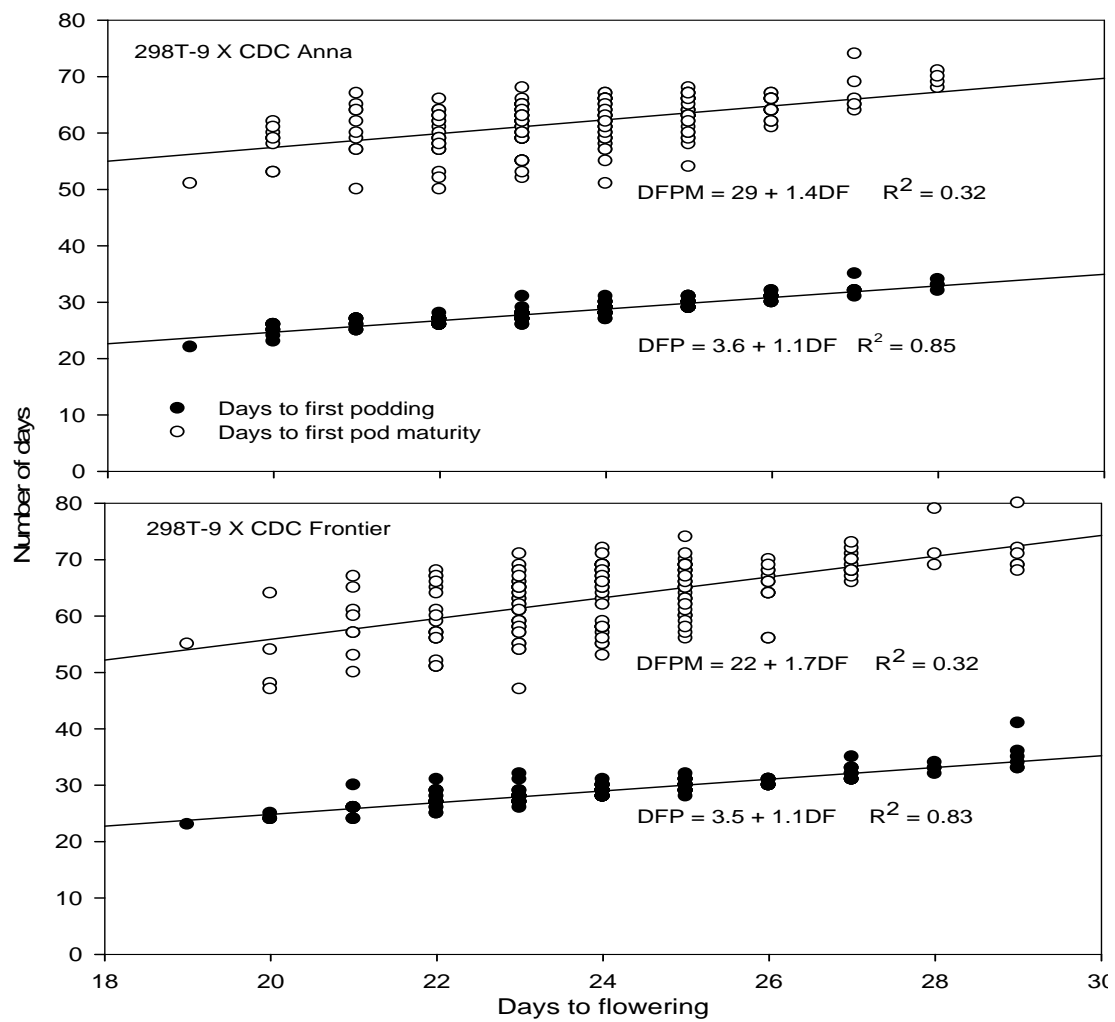 80
298T-9 X CDC Anna
70
60
50
DFPM = 29 + 1.4DF R² = 0.32
40
30
DFP = 3.6 + 1.1DF R² = 0.85
20
Days to first podding
10
Days to first pod maturity
0
Number of days
80
298T-9 X CDC Frontier
70
60
DFPM = 22 + 1.7DF R² = 0.32
50
40
30
DFP = 3.5 + 1.1DF R² = 0.83
20
10
0
18 20 22 24 26 28 30
Days to flowering